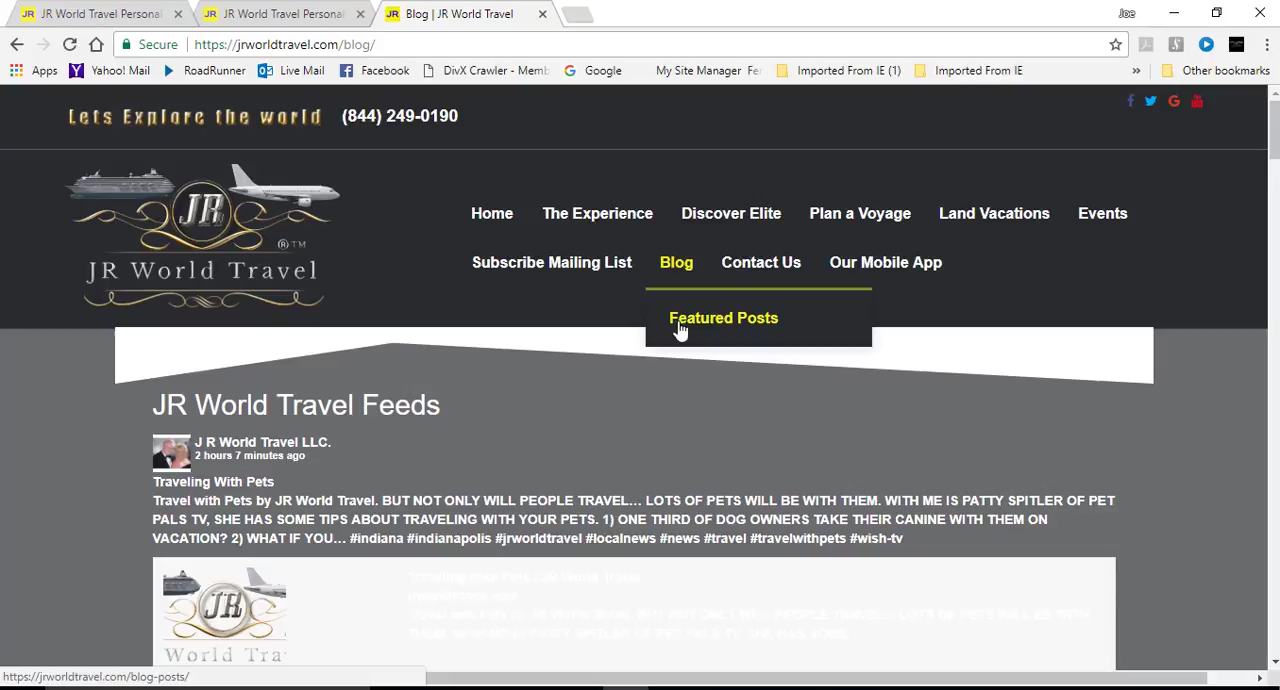 JR World Travel Personal
JR World Travel Personal
Blog | JR World Travel
Joe
Secure https://jrworldtravel.com/blog/
Apps Yahoo! Mail RoadRunner Live Mail Facebook DivX Crawler - Memb Google My Site Manager Fe Imported From IE (1) Imported From IE » Other bookmarks
Lets Explore the world (844) 249-0190
JR
®™
JR World Travel
Home The Experience Discover Elite Plan a Voyage Land Vacations Events
Subscribe Mailing List Blog Contact Us Our Mobile App
Featured Posts
JR World Travel Feeds
J R World Travel LLC.
2 hours 7 minutes ago
Traveling With Pets
Travel with Pets by JR World Travel. BUT NOT ONLY WILL PEOPLE TRAVEL… LOTS OF PETS WILL BE WITH THEM. WITH ME IS PATTY SPITLER OF PET
PALS TV, SHE HAS SOME TIPS ABOUT TRAVELING WITH YOUR PETS. 1) ONE THIRD OF DOG OWNERS TAKE THEIR CANINE WITH THEM ON
VACATION? 2) WHAT IF YOU… #indiana #indianapolis #jrworldtravel #localnews #news #travel #travelwithpets #wish-tv
JR
World Tra
https://jrworldtravel.com/blog-posts/